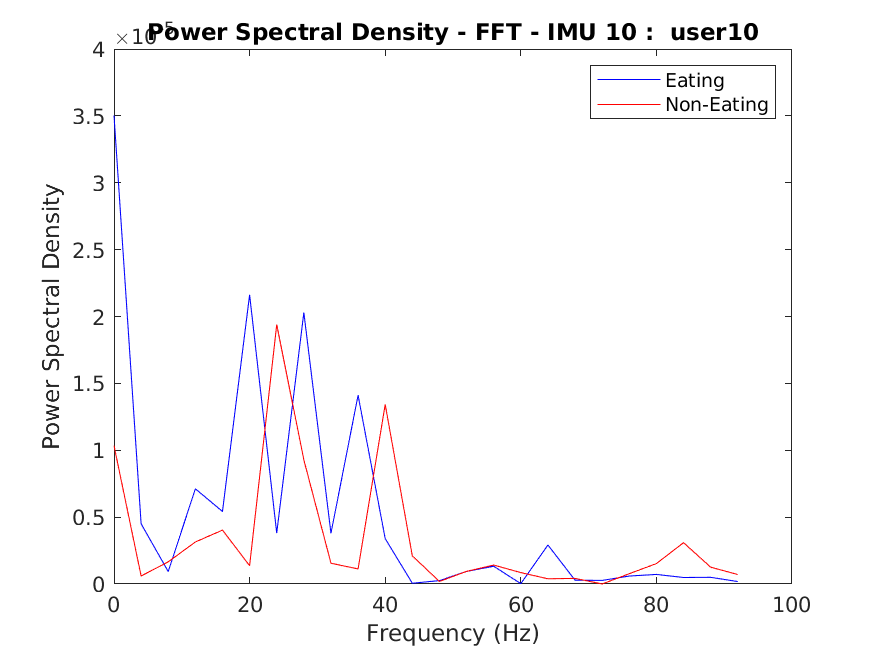 Power Spectral Density - FFT - IMU 10 : user10
×10
4
3.5
3
2.5
2
1.5
1
0.5
0
0 20 40 60 80 100
Power Spectral Density
Frequency (Hz)
Eating
Non-Eating